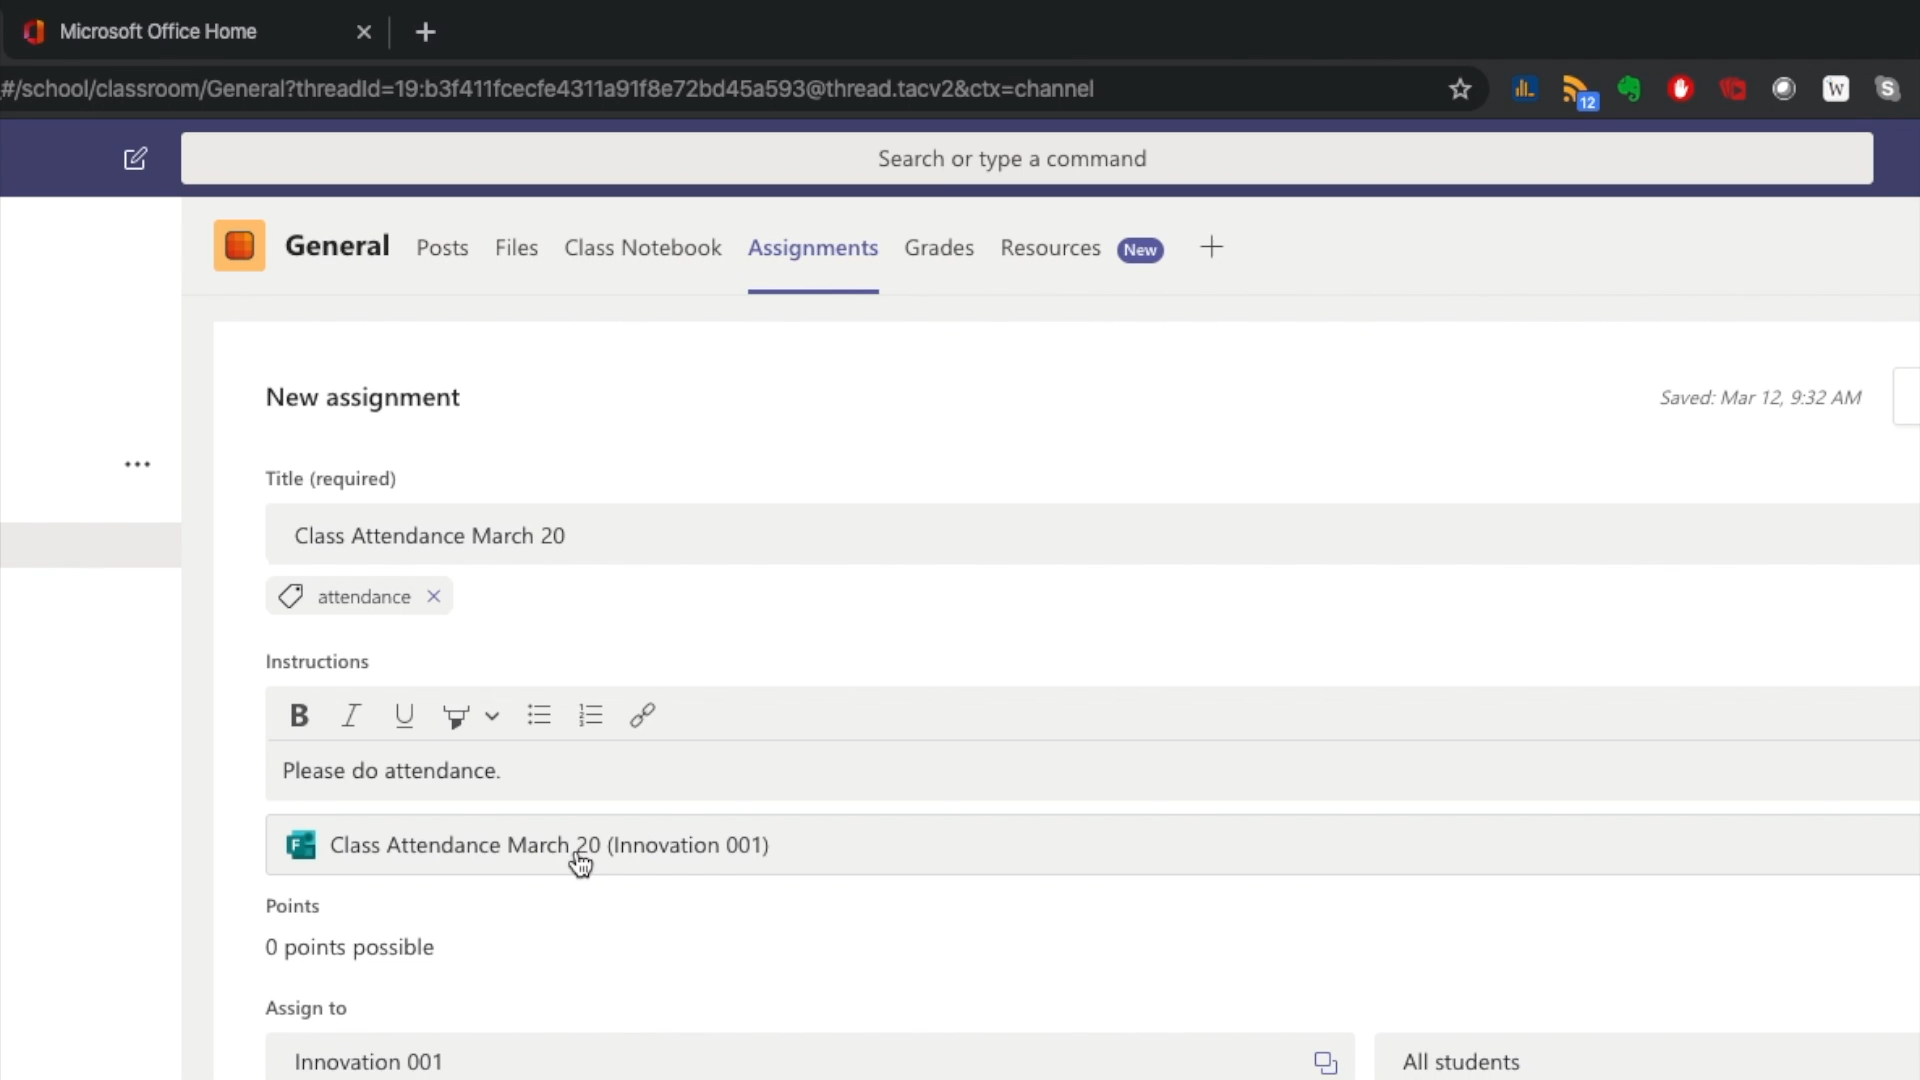 Microsoft Office Home
#/school/classroom/General?threadId=19:b3f411fcecfe4311a91f8e72bd45a593@thread.tacv2&ctx=channel
12
W
S
Search or type a command
General Posts Files Class Notebook Assignments Grades Resources New
New assignment
Saved: Mar 12, 9:32 AM
Title (required)
Class Attendance March 20
attendance
Instructions
B I U
Please do attendance.
F Class Attendance March 20 (Innovation 001)
Points
0 points possible
Assign to
Innovation 001
All students